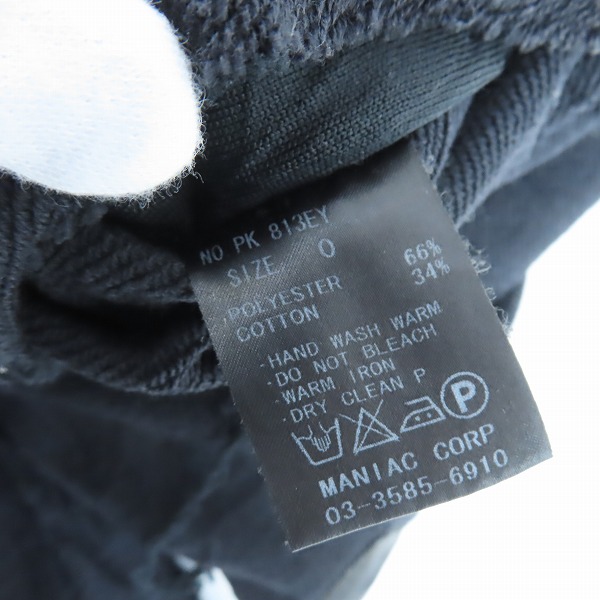 NO PK 813EY
SIZE 0
POLYESTER 66%
COTTON 34%
・HAND WASH WARM
・DO NOT BLEACH
・WARM IRON
・DRY CLEAN P
P
MANIAC CORP
03-3585-6910